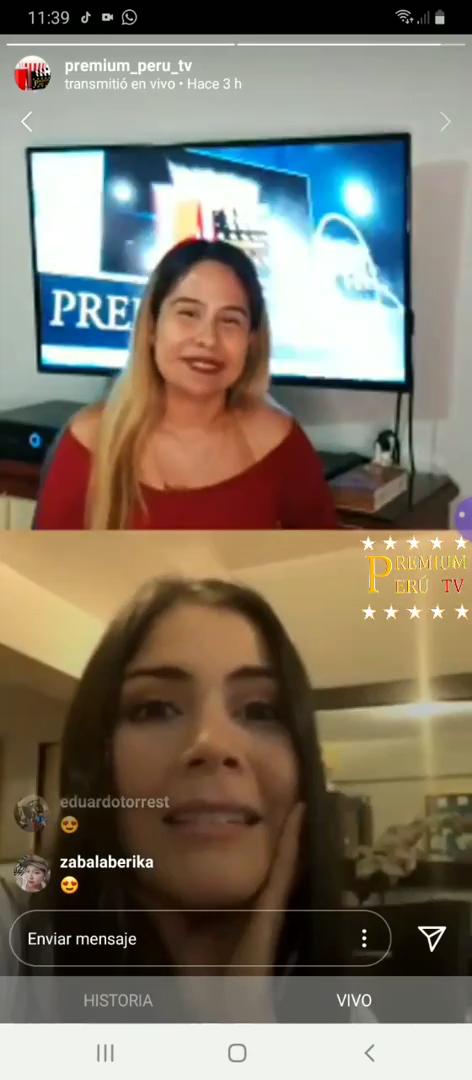 11:39
premium_peru_tv
transmitió en vivo • Hace 3 h
PRE
PREMIUM
PERÚ TV
eduardotorrest
😍
zabalaberika
😍
Enviar mensaje
HISTORIA
VIVO